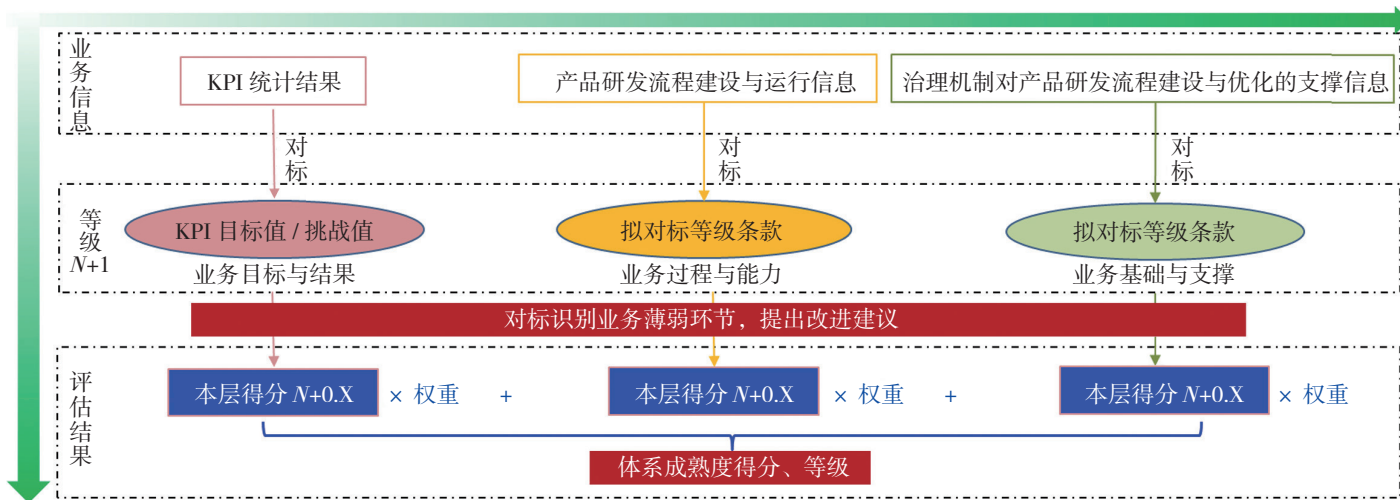 业务信息
KPI 统计结果
产品研发流程建设与运行信息
治理机制对产品研发流程建设与优化的支撑信息
对标
对标
对标
等级 N+1
KPI 目标值 / 挑战值
拟对标等级条款
拟对标等级条款
业务目标与结果
业务过程与能力
业务基础与支撑
对标识别业务薄弱环节，提出改进建议
评估结果
本层得分 N+0.X × 权重 + 本层得分 N+0.X × 权重 + 本层得分 N+0.X × 权重
体系成熟度得分、等级